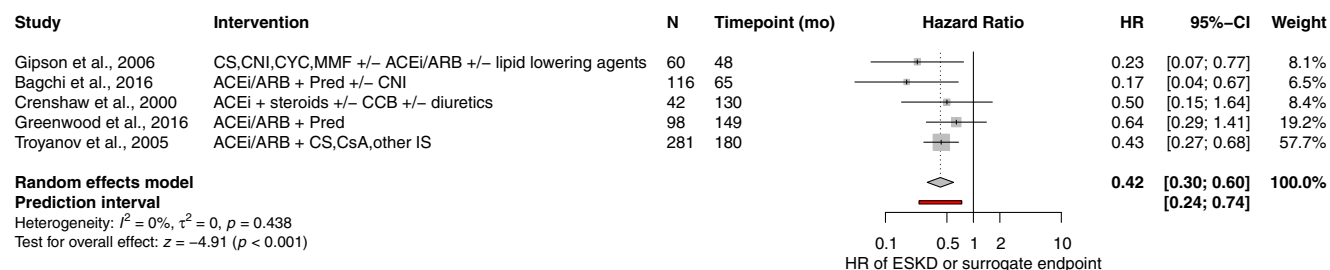 Study Intervention N Timepoint (mo) Hazard Ratio HR 95%−CI Weight
Gipson et al., 2006 CS,CNI,CYC,MMF +/− ACEi/ARB +/− lipid lowering agents 60 48 0.23 [0.07; 0.77] 8.1%
Bagchi et al., 2016 ACEi/ARB + Pred +/− CNI 116 65 0.17 [0.04; 0.67] 6.5%
Crenshaw et al., 2000 ACEi + steroids +/− CCB +/− diuretics 42 130 0.50 [0.15; 1.64] 8.4%
Greenwood et al., 2016 ACEi/ARB + Pred 98 149 0.64 [0.29; 1.41] 19.2%
Troyanov et al., 2005 ACEi/ARB + CS,CsA,other IS 281 180 0.43 [0.27; 0.68] 57.7%
Random effects model 0.42 [0.30; 0.60] 100.0%
Prediction interval [0.24; 0.74]
Heterogeneity: I² = 0%, τ² = 0, p = 0.438
Test for overall effect: z = −4.91 (p < 0.001)
0.1 0.5 1 2 10
HR of ESKD or surrogate endpoint